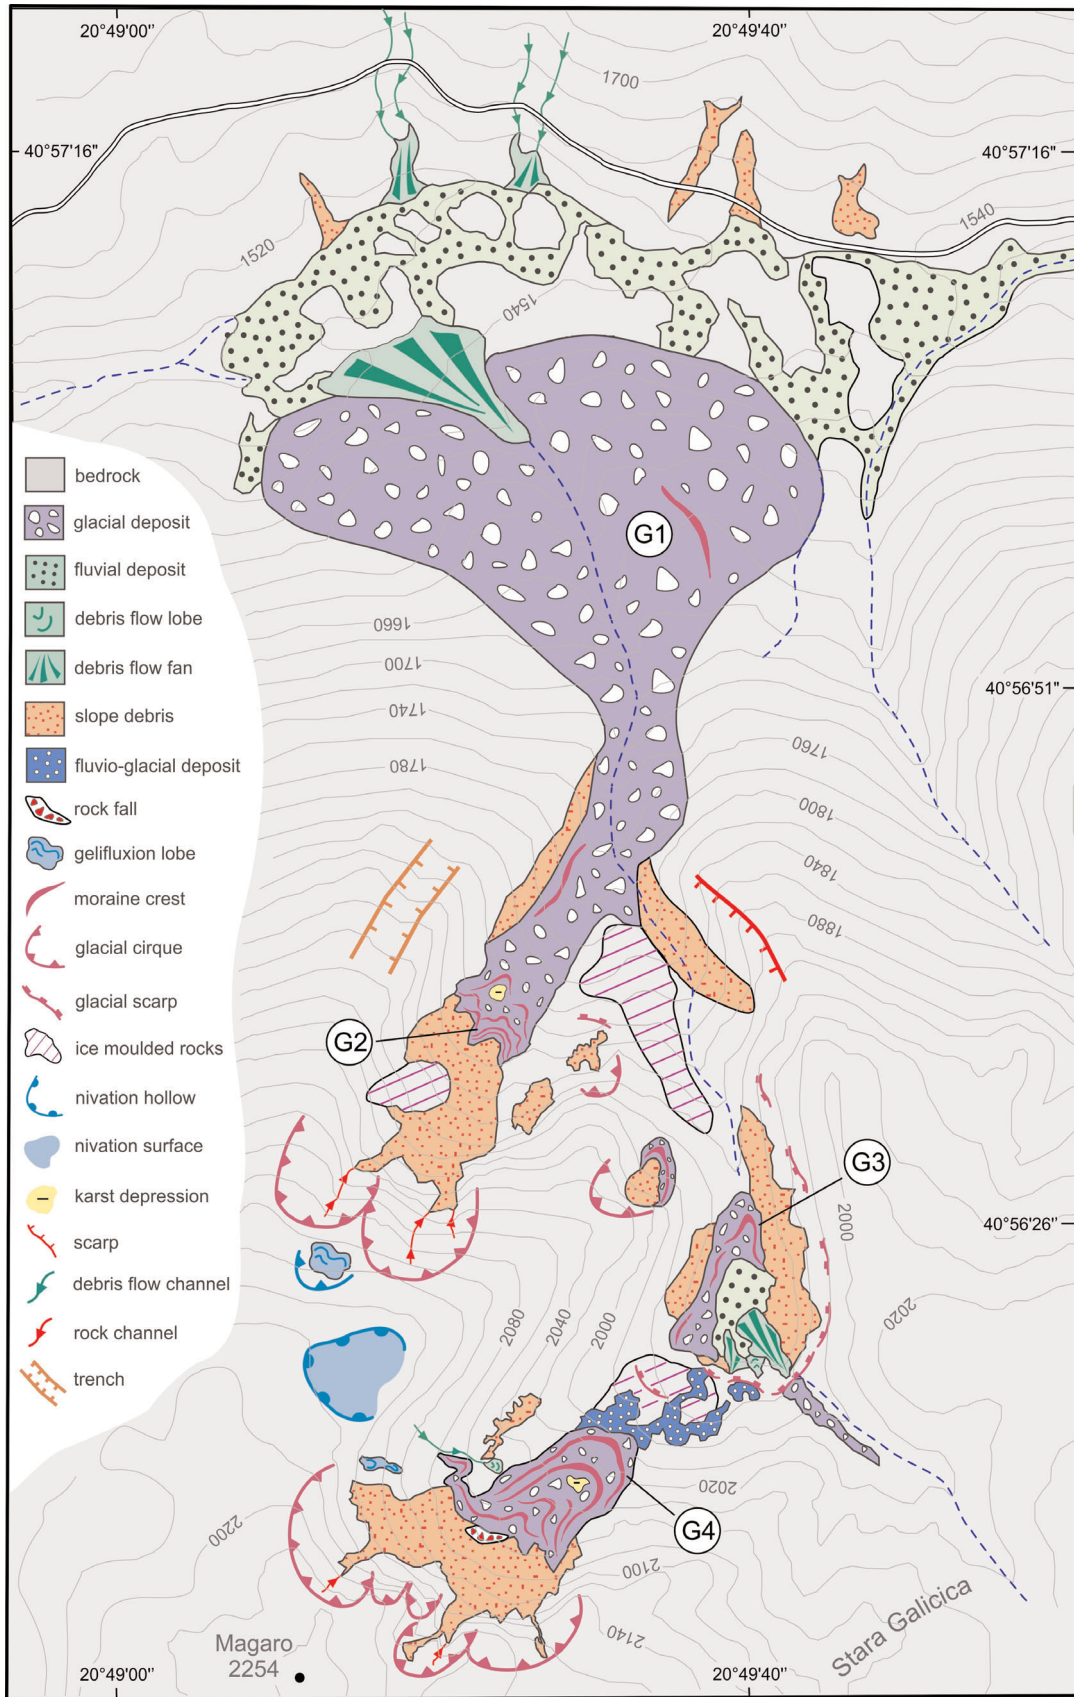 20°49'00''
20°49'40''
1700
40°57'16''
40°57'16''
1540
1520
1540
G1
bedrock
glacial deposit
fluvial deposit
debris flow lobe
debris flow fan
slope debris
fluvio-glacial deposit
rock fall
gelifluxion lobe
moraine crest
glacial cirque
glacial scarp
ice moulded rocks
nivation hollow
nivation surface
karst depression
scarp
debris flow channel
rock channel
trench
1660
1700
40°56'51''
1740
1760
1780
1800
1840
1880
G2
G3
2000
40°56'26''
2020
2080
2040
2000
2020
G4
2200
2100
2140
Stara Galicica
Magaro
2254
20°49'00''
20°49'40''